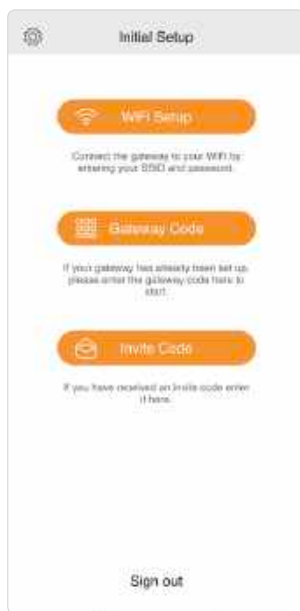 Initial Setup
WiFi Setup
Connect the gateway to your WiFi by
entering your SSID and password.
Gateway Code
If your gateway has already been set up,
please enter the gateway code here to
start.
Invite Code
If you have received an invite code enter
it here.
Sign out